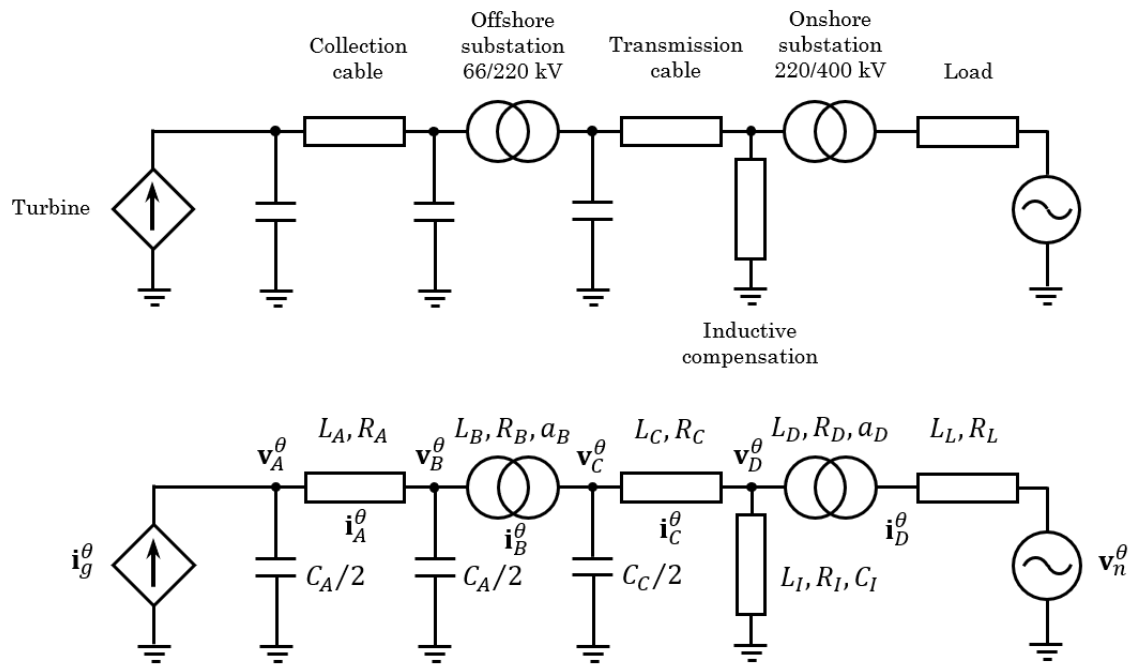 Offshore
substation
66/220 kV
Collection
cable
Transmission
cable
Onshore
substation
220/400 kV
Load
Turbine
Inductive
compensation
L_A, R_A
L_B, R_B, a_B
L_C, R_C
L_D, R_D, a_D
L_L, R_L
v_A^θ
v_B^θ
v_C^θ
v_D^θ
i_A^θ
i_B^θ
i_C^θ
i_D^θ
i_g^θ
C_A/2
C_A/2
C_C/2
L_I, R_I, C_I
v_n^θ